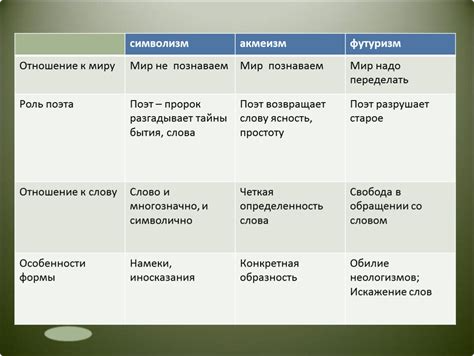 символизм акмеизм футуризм
Отношение к миру Мир не познаваем Мир познаваем Мир надо
переделать
Роль поэта Поэт – пророк Поэт возвращает Поэт разрушает
разгадывает тайны слову ясность, старое
бытия, слова простоту
Отношение к слову Слово и Четкая Свобода в
многозначно, и определенность обращении со
символично слова словом
Особенности Намеки, Конкретная Обилие
формы иносказания образность неологизмов;
Искажение слов